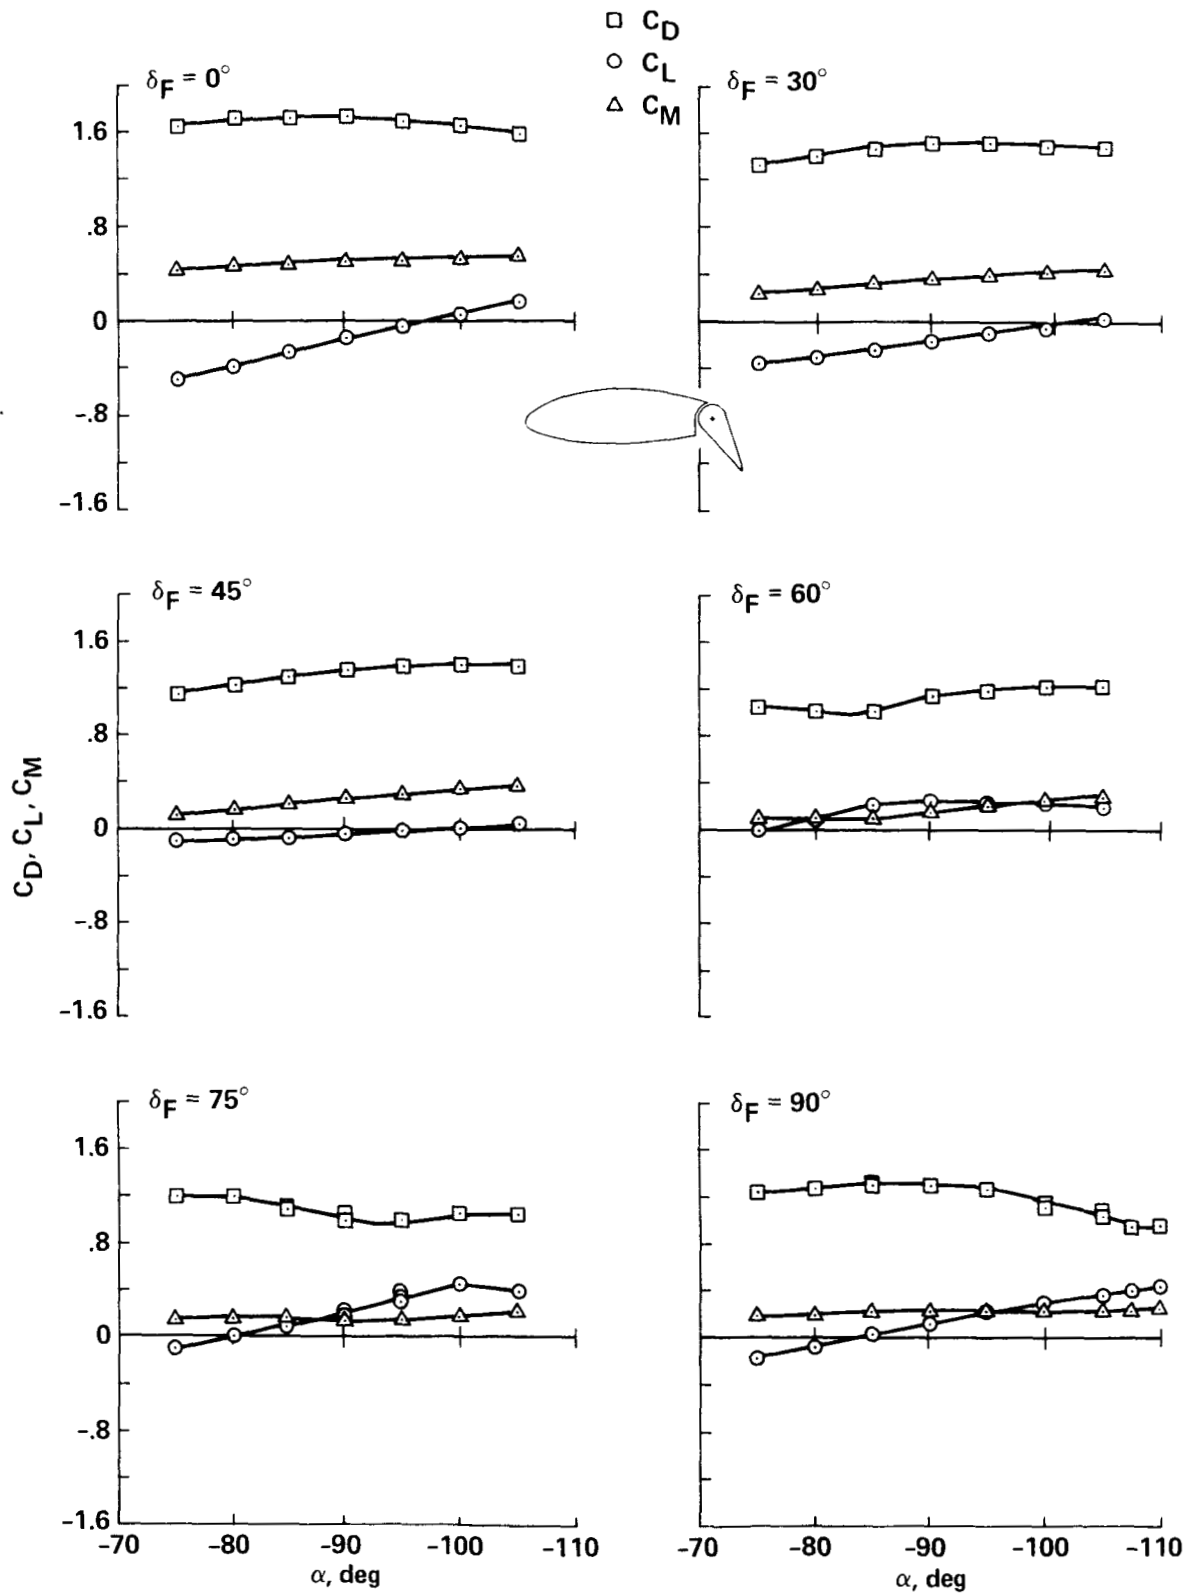 C_D
C_L
C_M
δ_F = 0°
1.6
.8
0
-.8
-1.6
δ_F = 30°
δ_F = 45°
1.6
.8
0
-.8
-1.6
δ_F = 60°
C_D, C_L, C_M
δ_F = 75°
1.6
.8
0
-.8
-1.6
-70 -80 -90 -100 -110
α, deg
δ_F = 90°
-70 -80 -90 -100 -110
α, deg